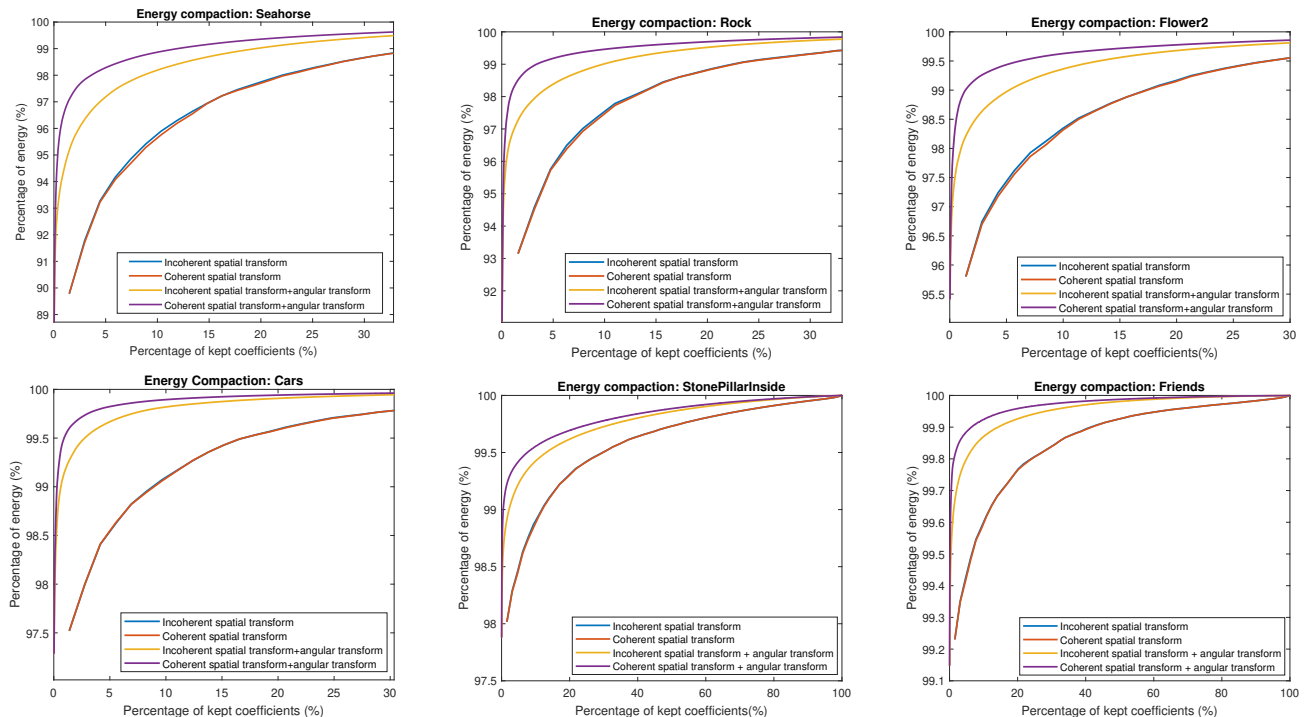 Energy compaction: Seahorse
Percentage of energy (%)
100
99
98
97
96
95
94
93
92
91
90
89
0 5 10 15 20 25 30
Percentage of kept coefficients (%)
Incoherent spatial transform
Coherent spatial transform
Incoherent spatial transform+angular transform
Coherent spatial transform+angular transform
Energy compaction: Rock
Percentage of energy (%)
100
99
98
97
96
95
94
93
92
0 5 10 15 20 25 30
Percentage of kept coefficients (%)
Incoherent spatial transform
Coherent spatial transform
Incoherent spatial transform+angular transform
Coherent spatial transform+angular transform
Energy compaction: Flower2
Percentage of energy (%)
100
99.5
99
98.5
98
97.5
97
96.5
96
95.5
0 5 10 15 20 25 30
Percentage of kept coefficients(%)
Incoherent spatial transform
Coherent spatial transform
Incoherent spatial transform+angular transform
Coherent spatial transform+angular transform
Energy Compaction: Cars
Percentage of energy (%)
100
99.5
99
98.5
98
97.5
0 5 10 15 20 25 30
Percentage of kept coefficients (%)
Incoherent spatial transform
Coherent spatial transform
Incoherent spatial transform+angular transform
Coherent spatial transform+angular transform
Energy compaction: StonePillarInside
Percentage of energy (%)
100
99.5
99
98.5
98
97.5
0 20 40 60 80 100
Percentage of kept coefficients(%)
Incoherent spatial transform
Coherent spatial transform
Incoherent spatial transform + angular transform
Coherent spatial transform + angular transform
Energy compaction: Friends
Percentage of energy (%)
100
99.9
99.8
99.7
99.6
99.5
99.4
99.3
99.2
99.1
0 20 40 60 80 100
Percentage of kept coefficients (%)
Incoherent spatial transform
Coherent spatial transform
Incoherent spatial transform + angular transform
Coherent spatial transform + angular transform